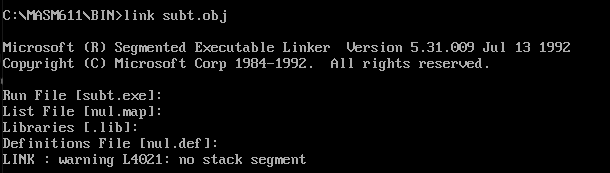 C:\MASM611\BIN>link subt.obj
Microsoft (R) Segmented Executable Linker  Version 5.31.009 Jul 13 1992
Copyright (C) Microsoft Corp 1984-1992.  All rights reserved.
Run File [subt.exe]:
List File [nul.map]:
Libraries [.lib]:
Definitions File [nul.def]:
LINK : warning L4021: no stack segment